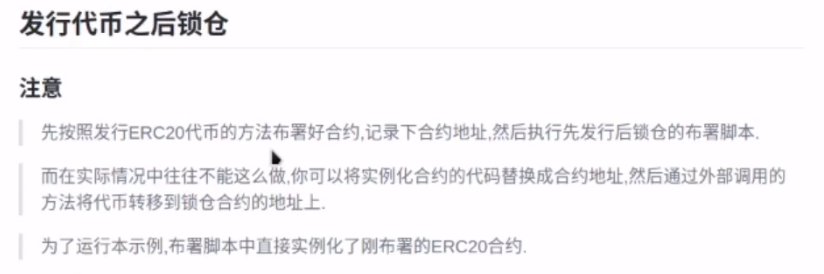 发行代币之后锁仓
注意
先按照发行ERC20代币的方法布署好合约,记录下合约地址,然后执行先发行后锁仓的布署脚本.
而在实际情况中往往不能这么做,你可以将实例化合约的代码替换成合约地址,然后通过外部调用的
方法将代币转移到锁仓合约的地址上.
为了运行本示例,布署脚本中直接实例化了刚布署的ERC20合约.